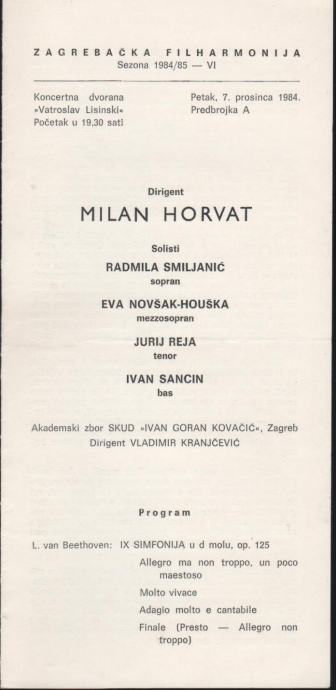 ZAGREBAČKA FILHARMONIJA
Sezona 1984/85 — VI
Koncertna dvorana
»Vatroslav Lisinski«
Početak u 19,30 sati
Petak, 7. prosinca 1984.
Predbrojka A
Dirigent
MILAN HORVAT
Solisti
RADMILA SMILJANIĆ
sopran
EVA NOVŠAK-HOUŠKA
mezzosopran
JURIJ REJA
tenor
IVAN SANCIN
bas
Akademski zbor SKUD »IVAN GORAN KOVAČIĆ«, Zagreb
Dirigent VLADIMIR KRANJČEVIĆ
Program
L. van Beethoven: IX SIMFONIJA u d molu, op. 125
Allegro ma non troppo, un poco
maestoso
Molto vivace
Adagio molto e cantabile
Finale (Presto — Allegro non
troppo)